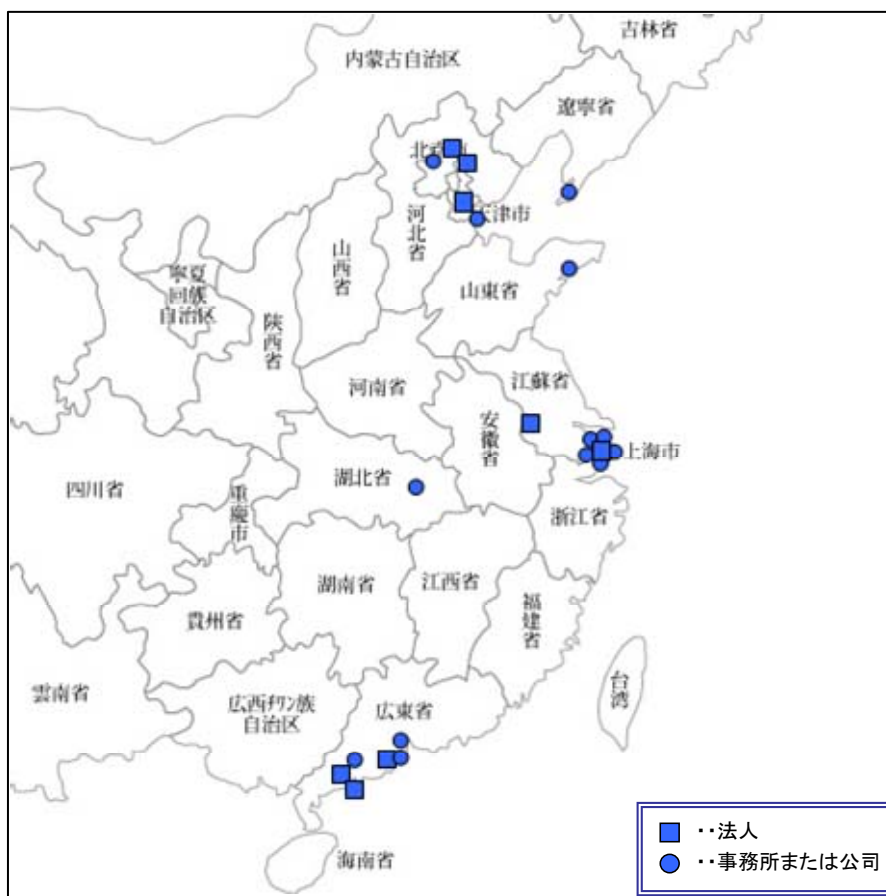 吉林省
内蒙古自治区
遼寧省
天津市
河北省
山西省
山東省
寧夏
回族
自治区
陝西省
河南省
江蘇省
安徽省
上海市
湖北省
四川省
重慶市
浙江省
湖南省
江西省
貴州省
福建省
雲南省
広西チワン族
自治区
広東省
台湾
海南省
■ ・・法人
● ・・事務所または公司